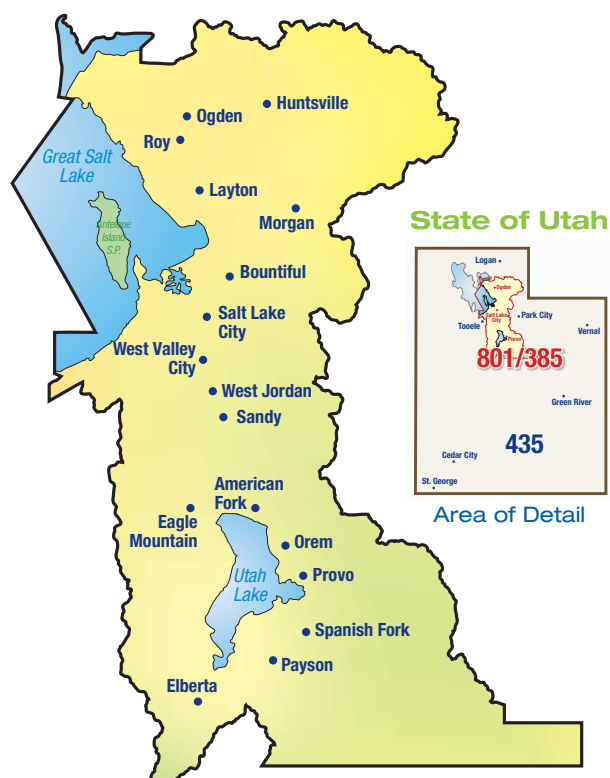 Huntsville
Ogden
Roy
Great Salt
Lake
Layton
Morgan
Antelope
Island
S.P.
Bountiful
Salt Lake
City
West Valley
City
West Jordan
Sandy
American
Fork
Eagle
Mountain
Orem
Utah
Lake
Provo
Spanish Fork
Payson
Elberta
State of Utah
Logan
Ogden
Salt Lake
City
Park City
Tooele
Vernal
Provo
801/385
Green River
435
Cedar City
St. George
Area of Detail